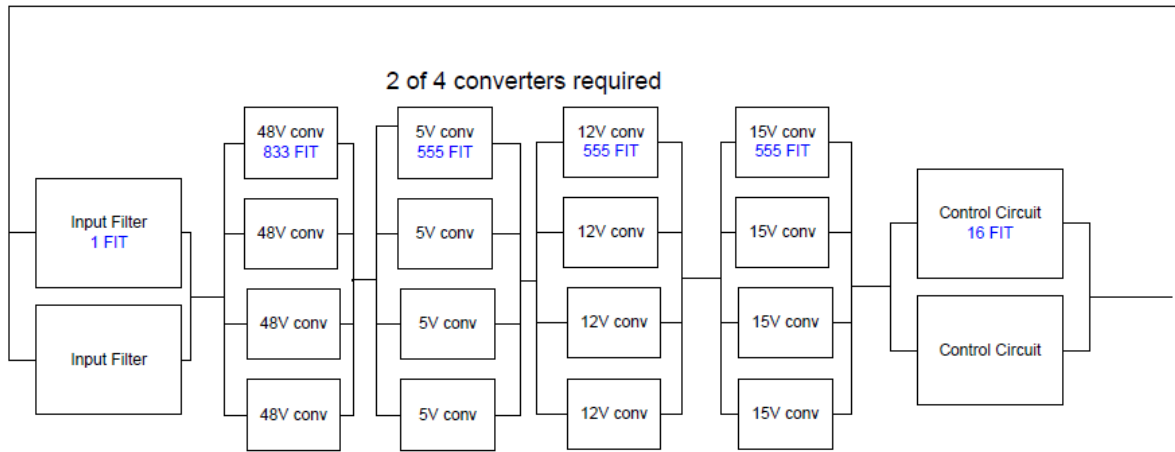 2 of 4 converters required
48V conv
833 FIT
5V conv
555 FIT
12V conv
555 FIT
15V conv
555 FIT
Input Filter
1 FIT
48V conv
5V conv
12V conv
15V conv
Control Circuit
16 FIT
48V conv
5V conv
12V conv
15V conv
Input Filter
Control Circuit
48V conv
5V conv
12V conv
15V conv